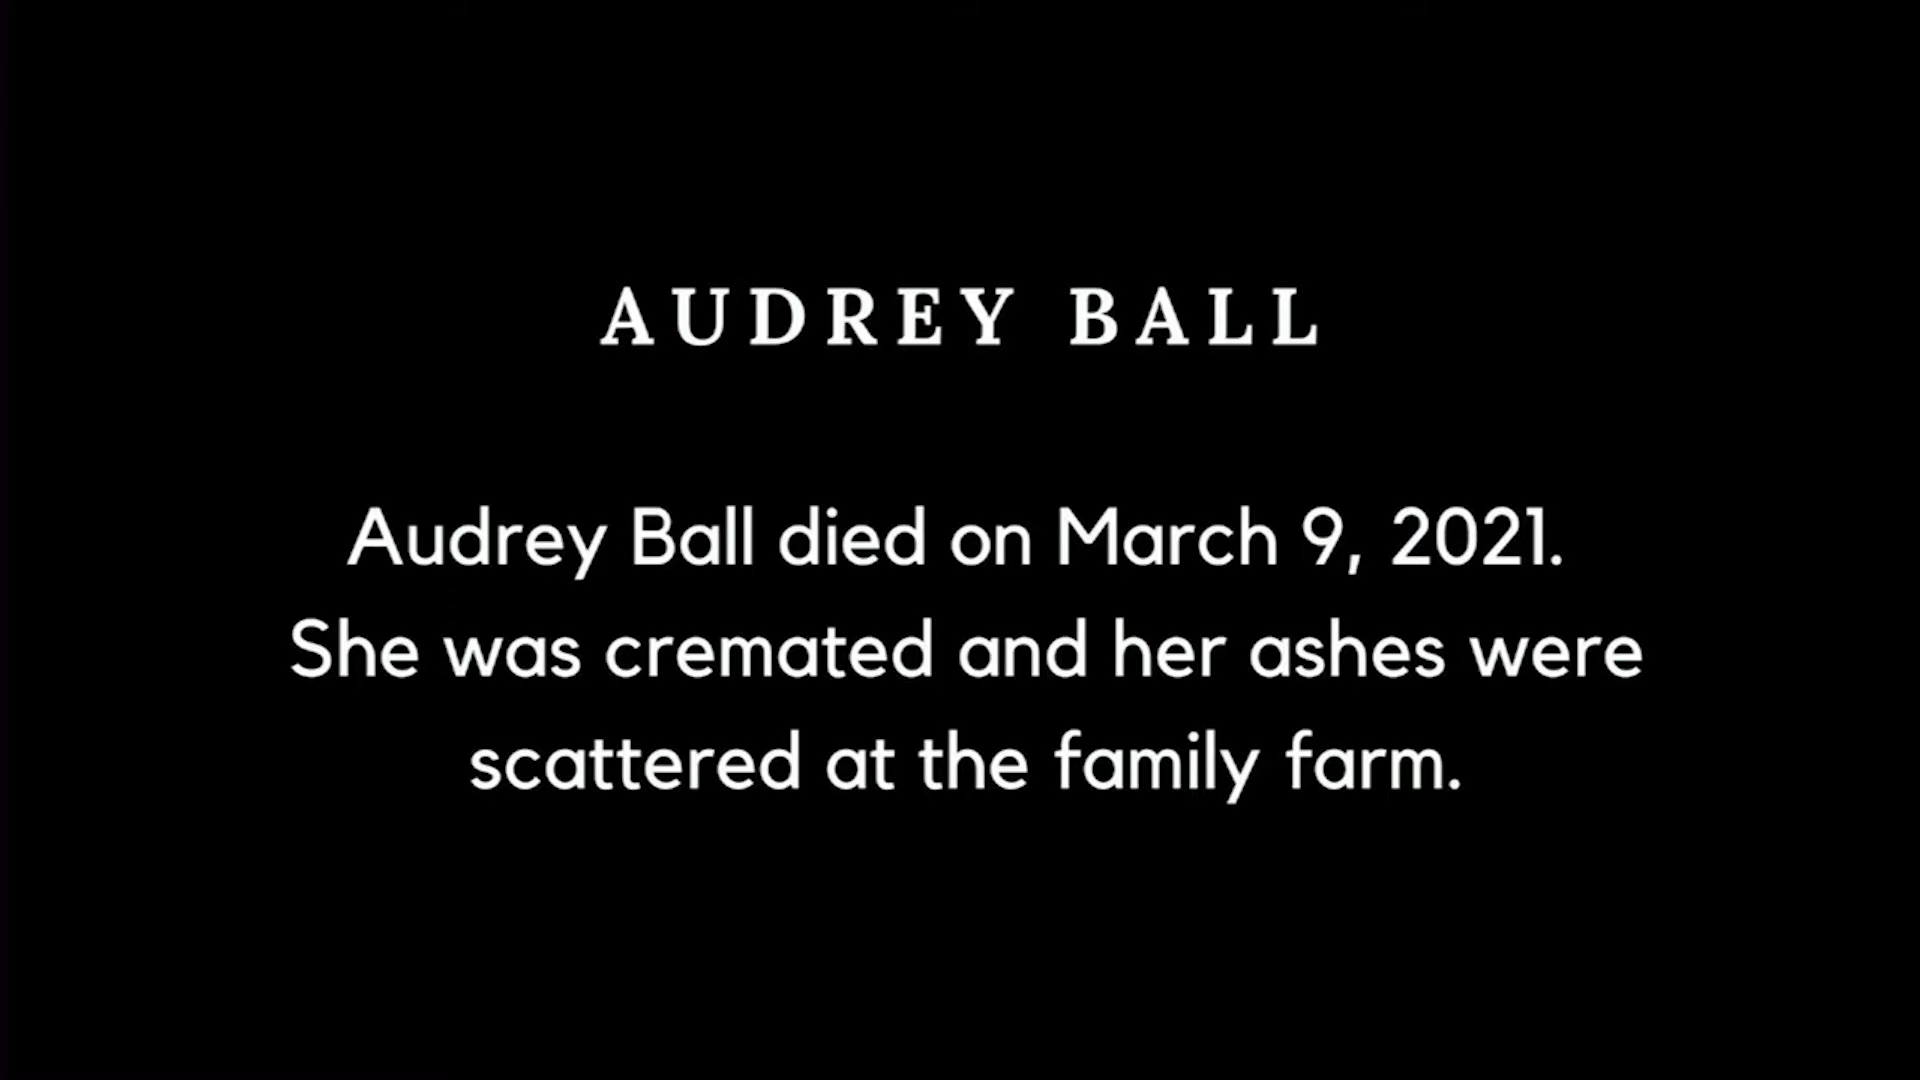 AUDREY BALL
Audrey Ball died on March 9, 2021.
She was cremated and her ashes were
scattered at the family farm.